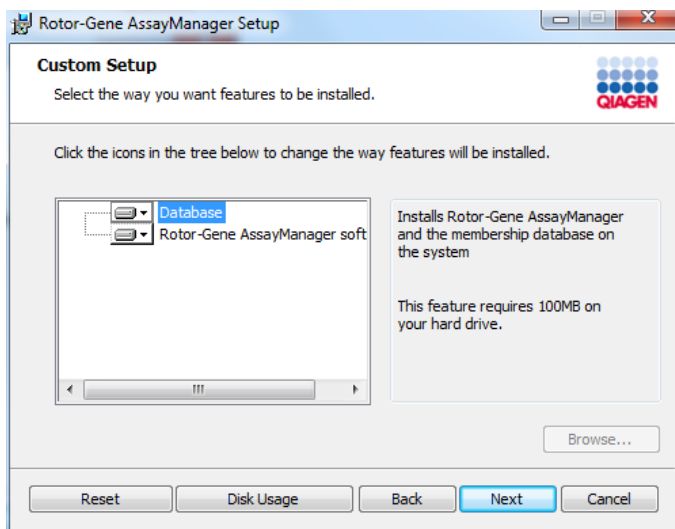 Rotor-Gene AssayManager Setup
Custom Setup
Select the way you want features to be installed.
QIAGEN
Click the icons in the tree below to change the way features will be installed.
Database
Rotor-Gene AssayManager soft
Installs Rotor-Gene AssayManager
and the membership database on
the system
This feature requires 100MB on
your hard drive.
Browse...
Reset
Disk Usage
Back
Next
Cancel